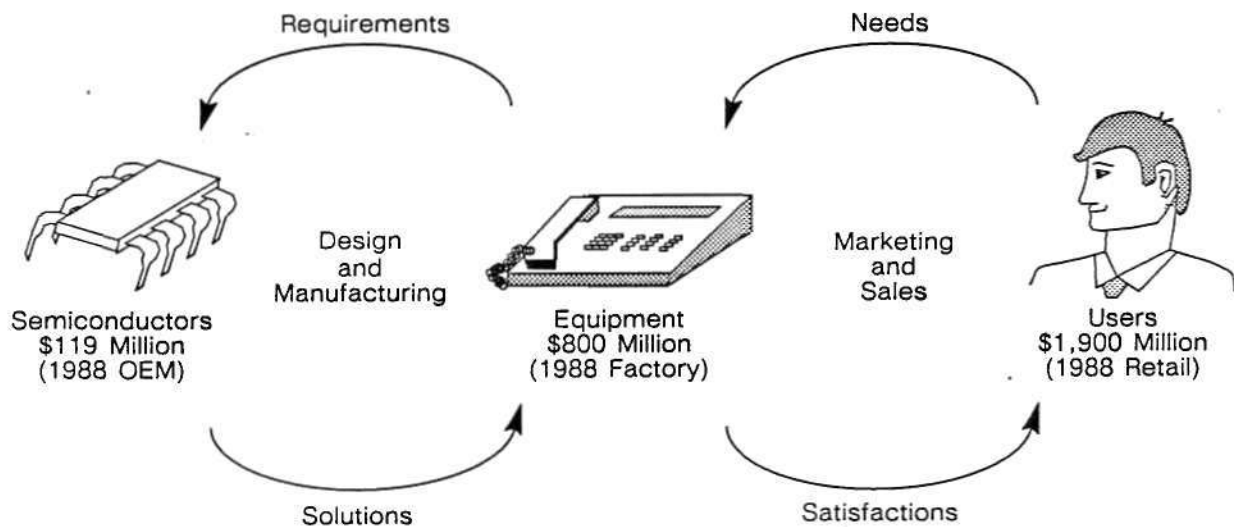 Requirements
Needs
Design
and
Manufacturing
Marketing
and
Sales
Semiconductors
$119 Million
(1988 OEM)
Equipment
$800 Million
(1988 Factory)
Users
$1,900 Million
(1988 Retail)
Solutions
Satisfactions